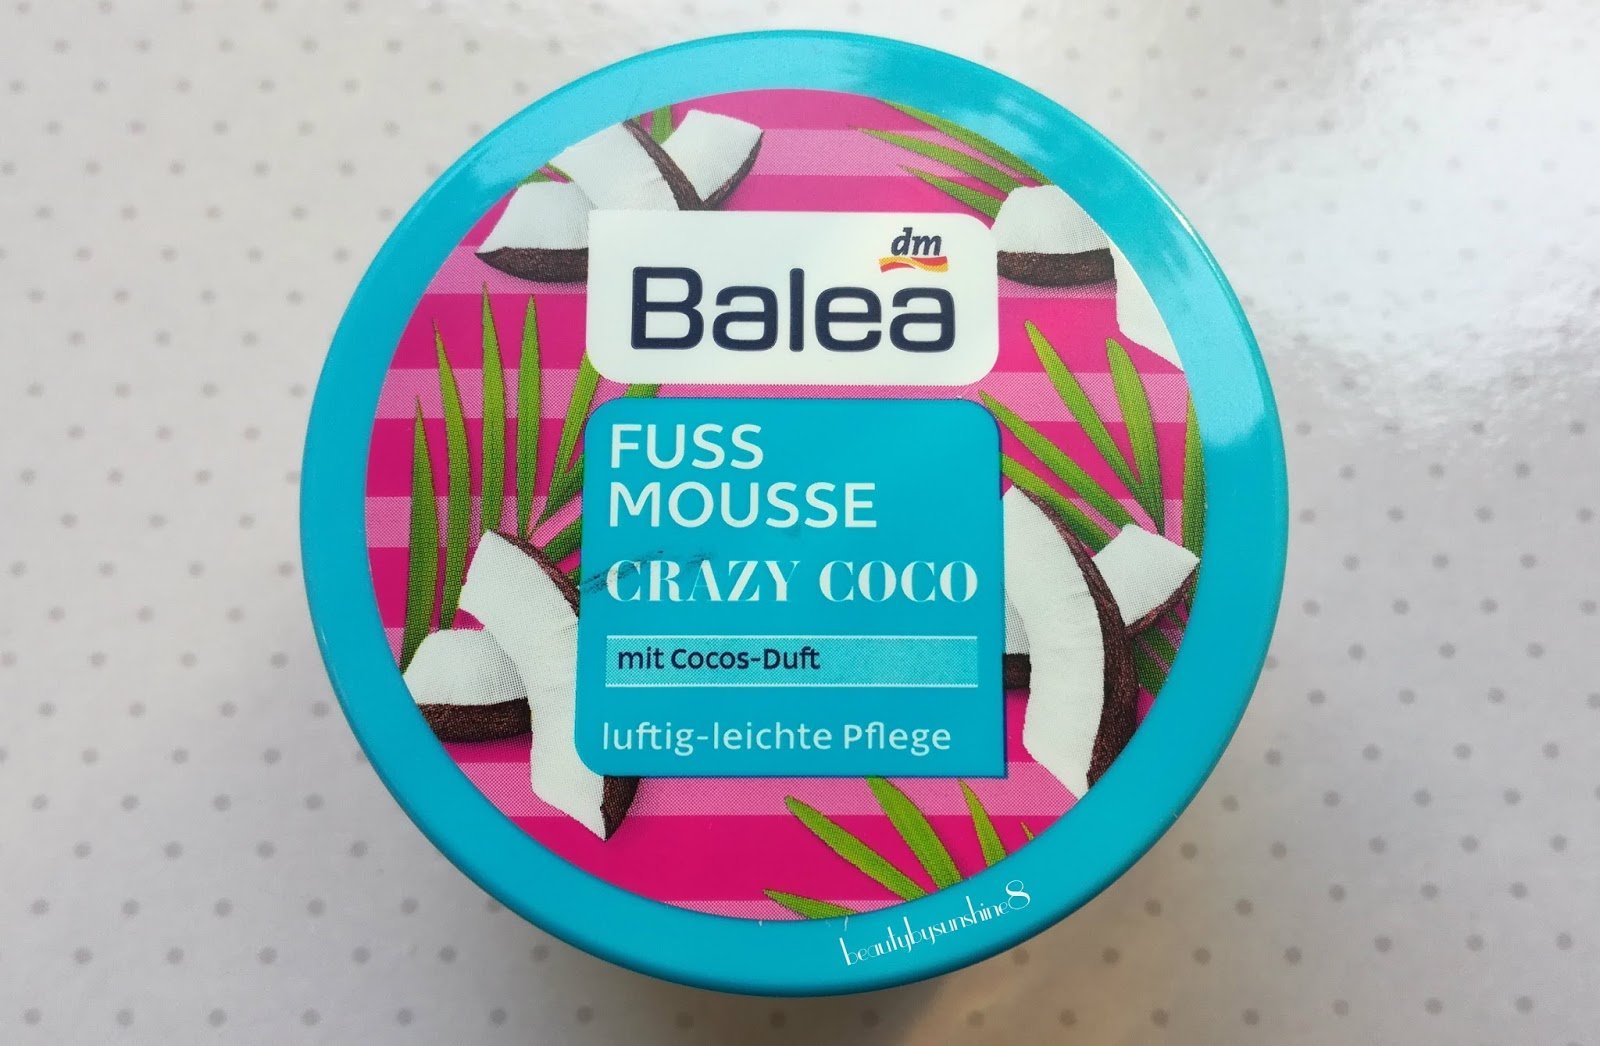 dm
Balea
FUSS
MOUSSE
CRAZY COCO
mit Cocos-Duft
luftig-leichte Pflege
beautybysunshine8